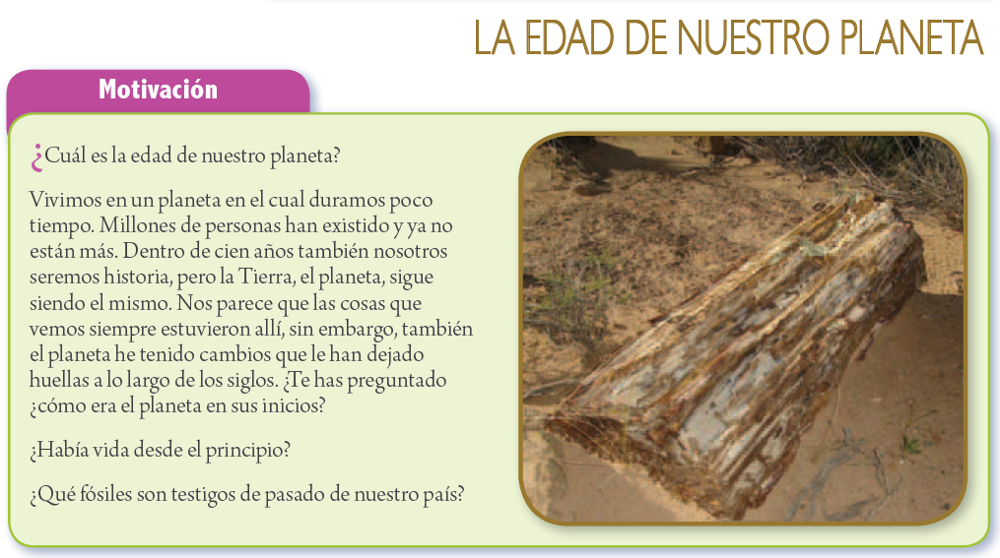 LA EDAD DE NUESTRO PLANETA
Motivación
¿Cuál es la edad de nuestro planeta?
Vivimos en un planeta en el cual duramos poco
tiempo. Millones de personas han existido y ya no
están más. Dentro de cien años también nosotros
seremos historia, pero la Tierra, el planeta, sigue
siendo el mismo. Nos parece que las cosas que
vemos siempre estuvieron allí, sin embargo, también
el planeta he tenido cambios que le han dejado
huellas a lo largo de los siglos. ¿Te has preguntado
¿cómo era el planeta en sus inicios?
¿Había vida desde el principio?
¿Qué fósiles son testigos de pasado de nuestro país?